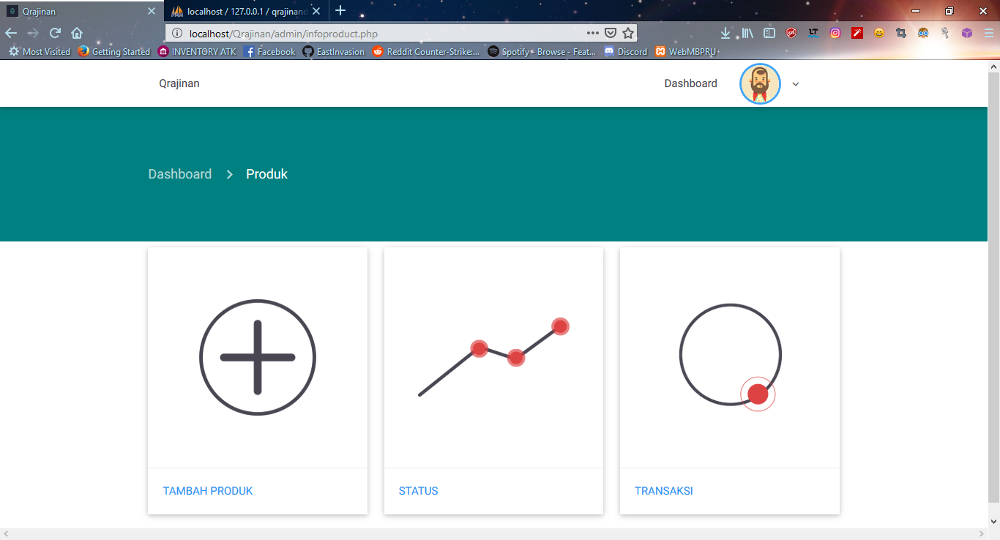 Qrajinan
localhost / 127.0.0.1 / qrajinand
localhost/Qrajinan/admin/infoproduct.php
Most Visited Getting Started INVENTORY ATK Facebook EastInvasion Reddit Counter-Strike:... Spotify - Browse - Feat... Discord WebMBPRU
Qrajinan Dashboard
Dashboard Produk
TAMBAH PRODUK STATUS TRANSAKSI